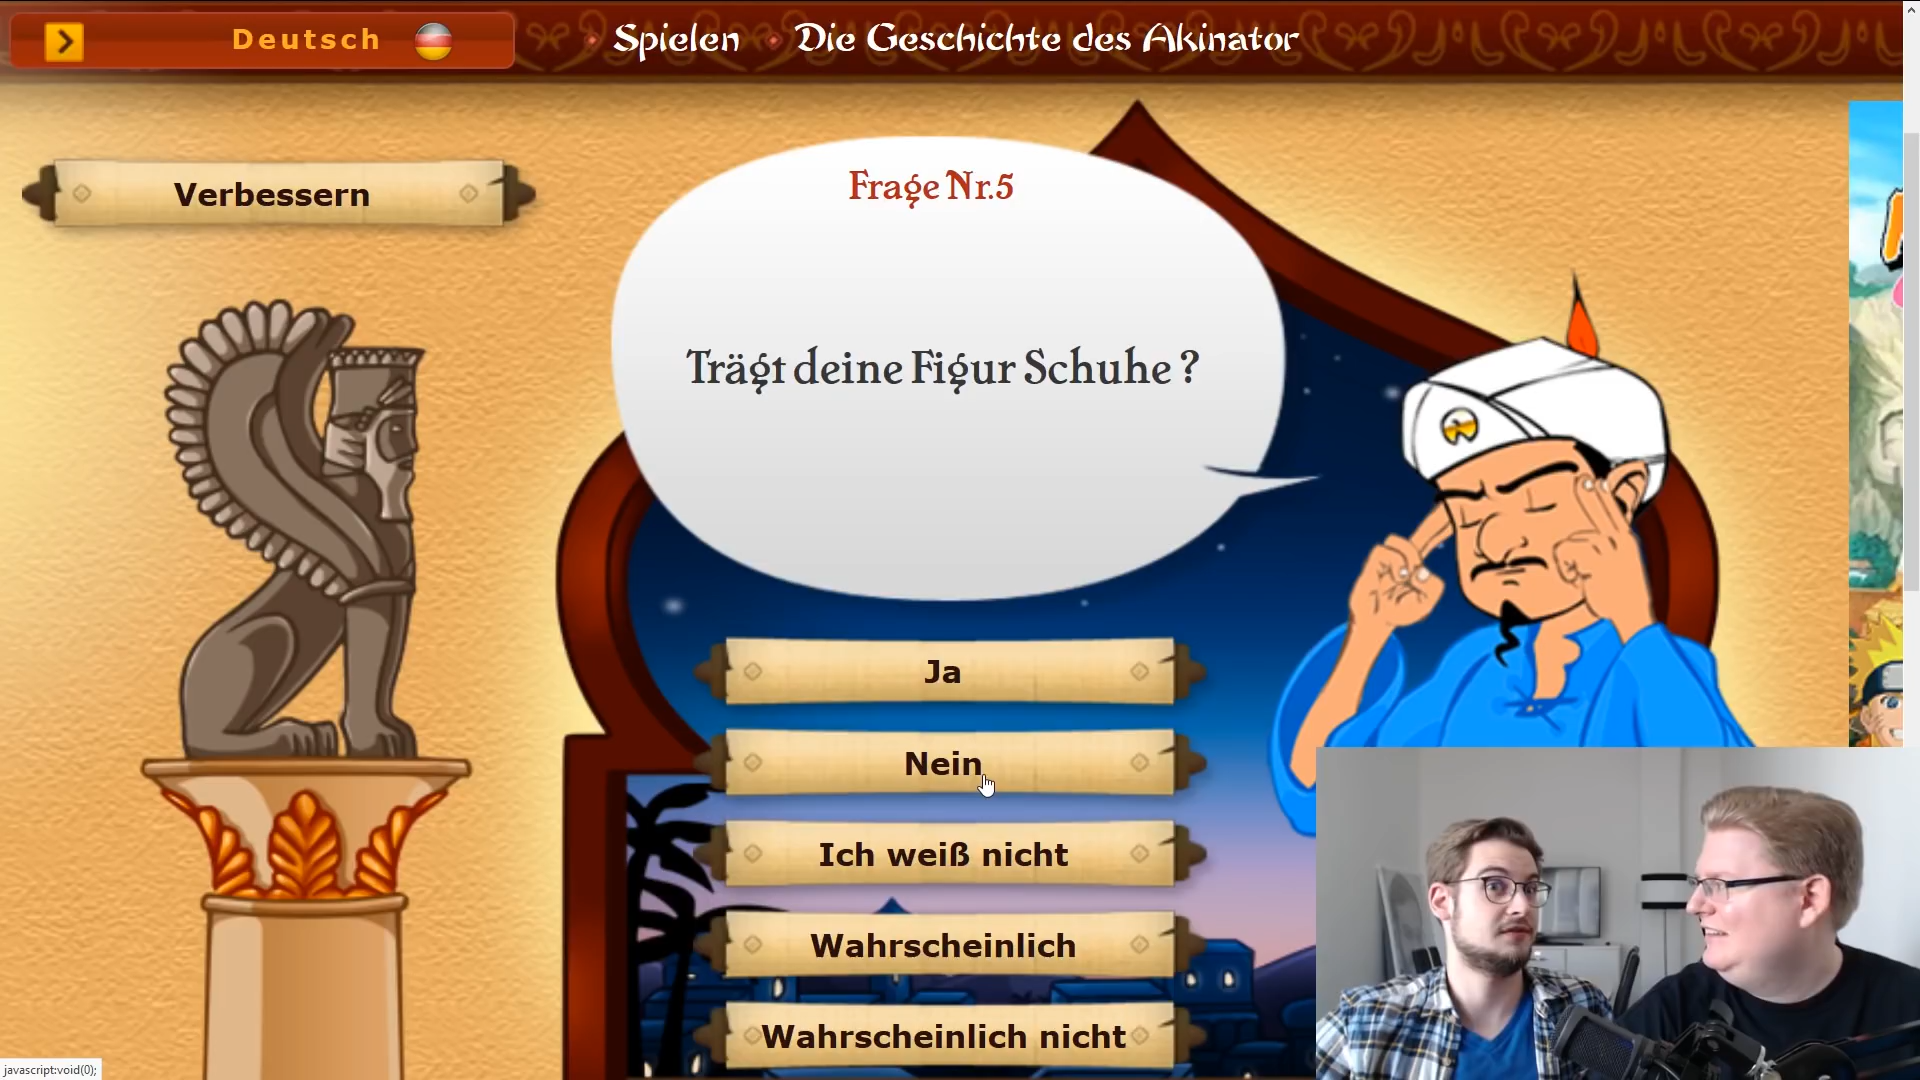 Deutsch
Spielen
Die Geschichte des Akinator
Verbessern
Frage Nr.5
Trägt deine Figur Schuhe ?
Ja
Nein
Ich weiß nicht
Wahrscheinlich
Wahrscheinlich nicht
javascript:void(0);